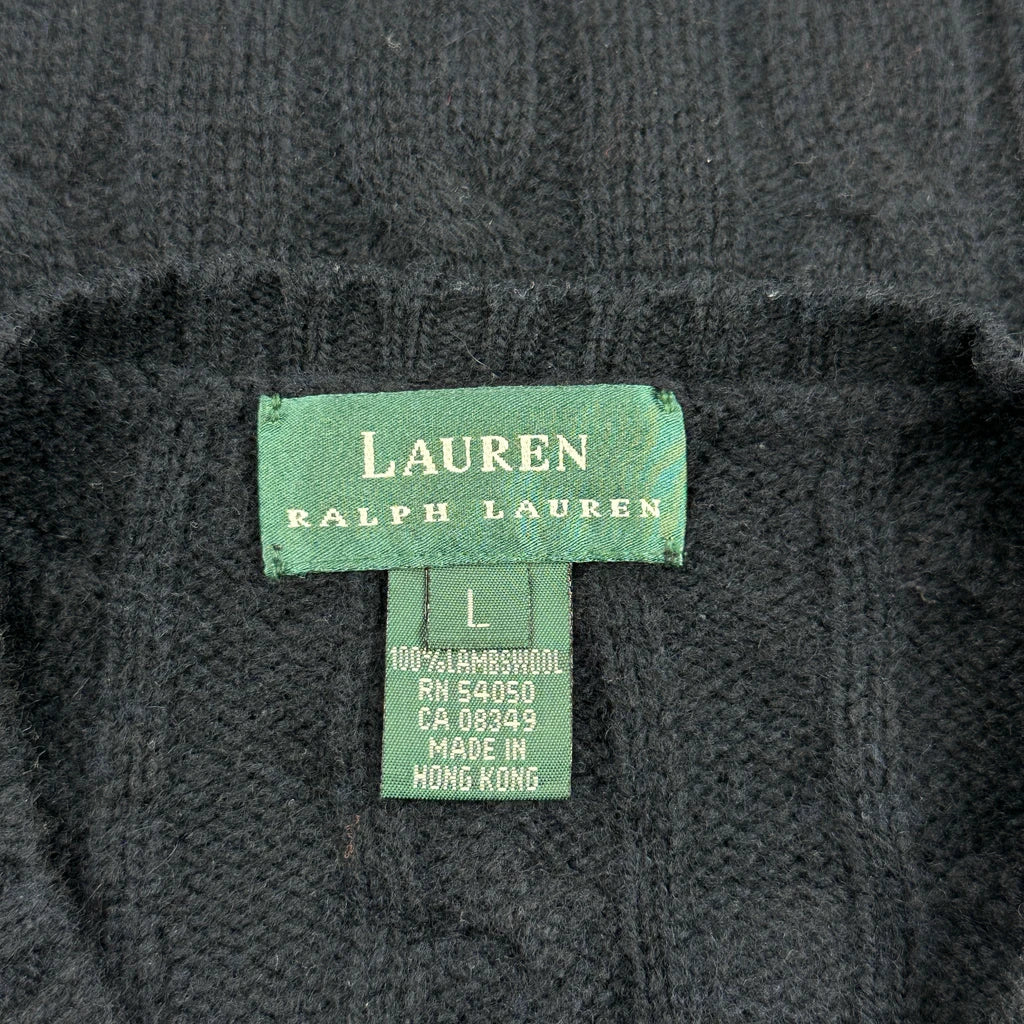 LAUREN
RALPH LAUREN
L
100% LAMBSWOOL
RN 54050
CA 08349
MADE IN
HONG KONG